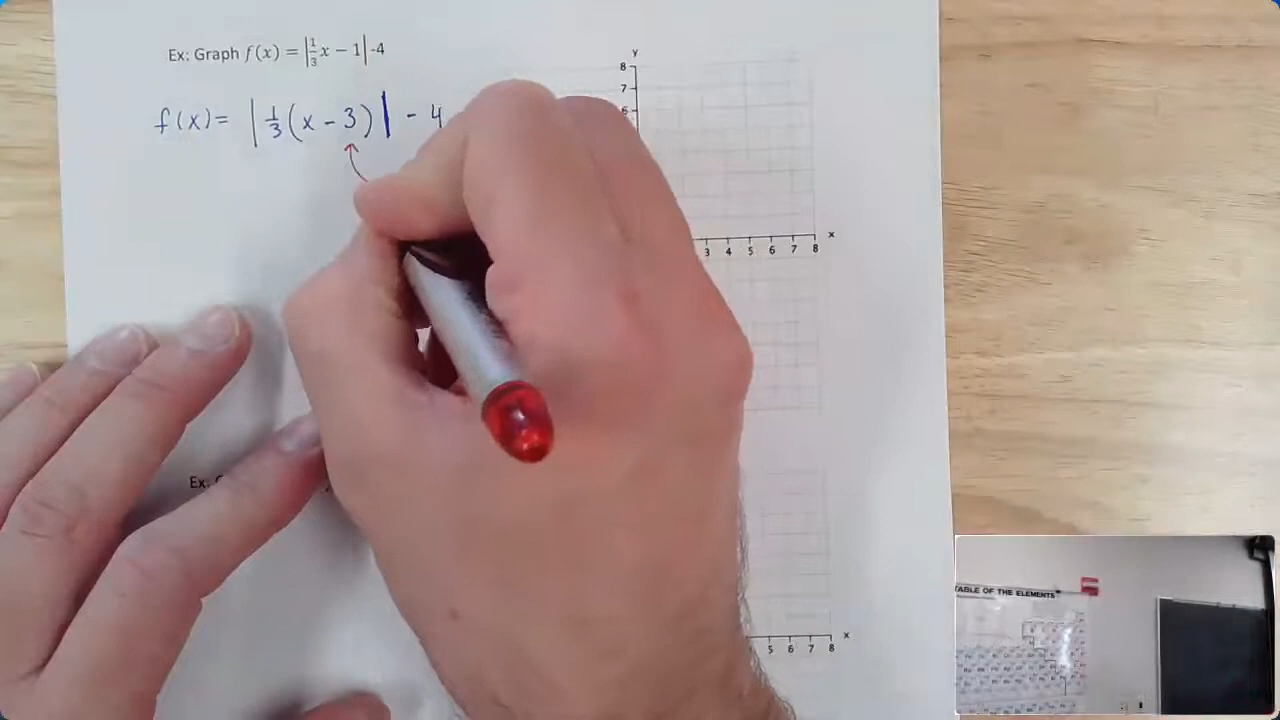 Ex: Graph f(x) = |1/3 x − 1| -4
f(x) = | 1/3 (x − 3) | − 4
y
8
7
6
x
3 4 5 6 7 8
Ex:
x
5 6 7 8
TABLE OF THE ELEMENTS